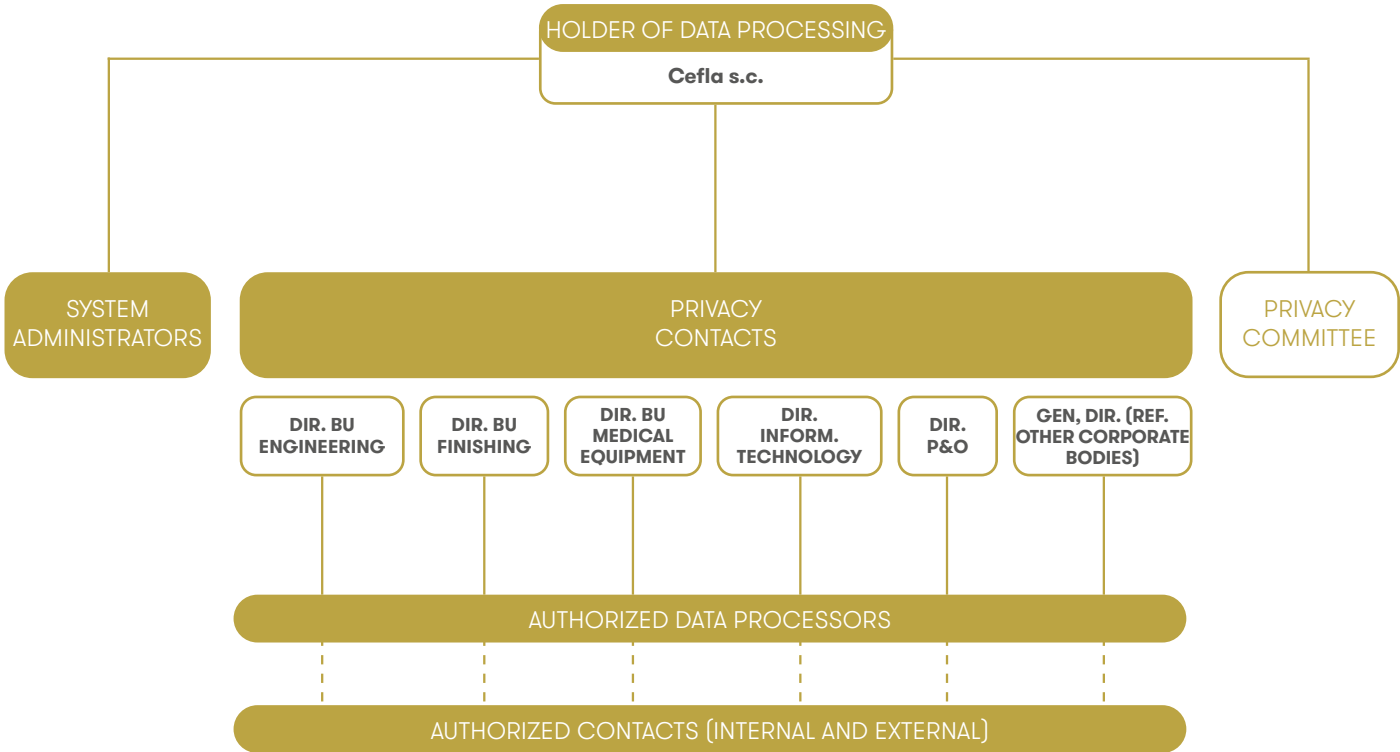 HOLDER OF DATA PROCESSING
Cefla s.c.
SYSTEM
ADMINISTRATORS
PRIVACY
CONTACTS
PRIVACY
COMMITTEE
DIR. BU
ENGINEERING
DIR. BU
FINISHING
DIR. BU
MEDICAL
EQUIPMENT
DIR.
INFORM.
TECHNOLOGY
DIR.
P&O
GEN, DIR. (REF.
OTHER CORPORATE
BODIES)
AUTHORIZED DATA PROCESSORS
AUTHORIZED CONTACTS (INTERNAL AND EXTERNAL)